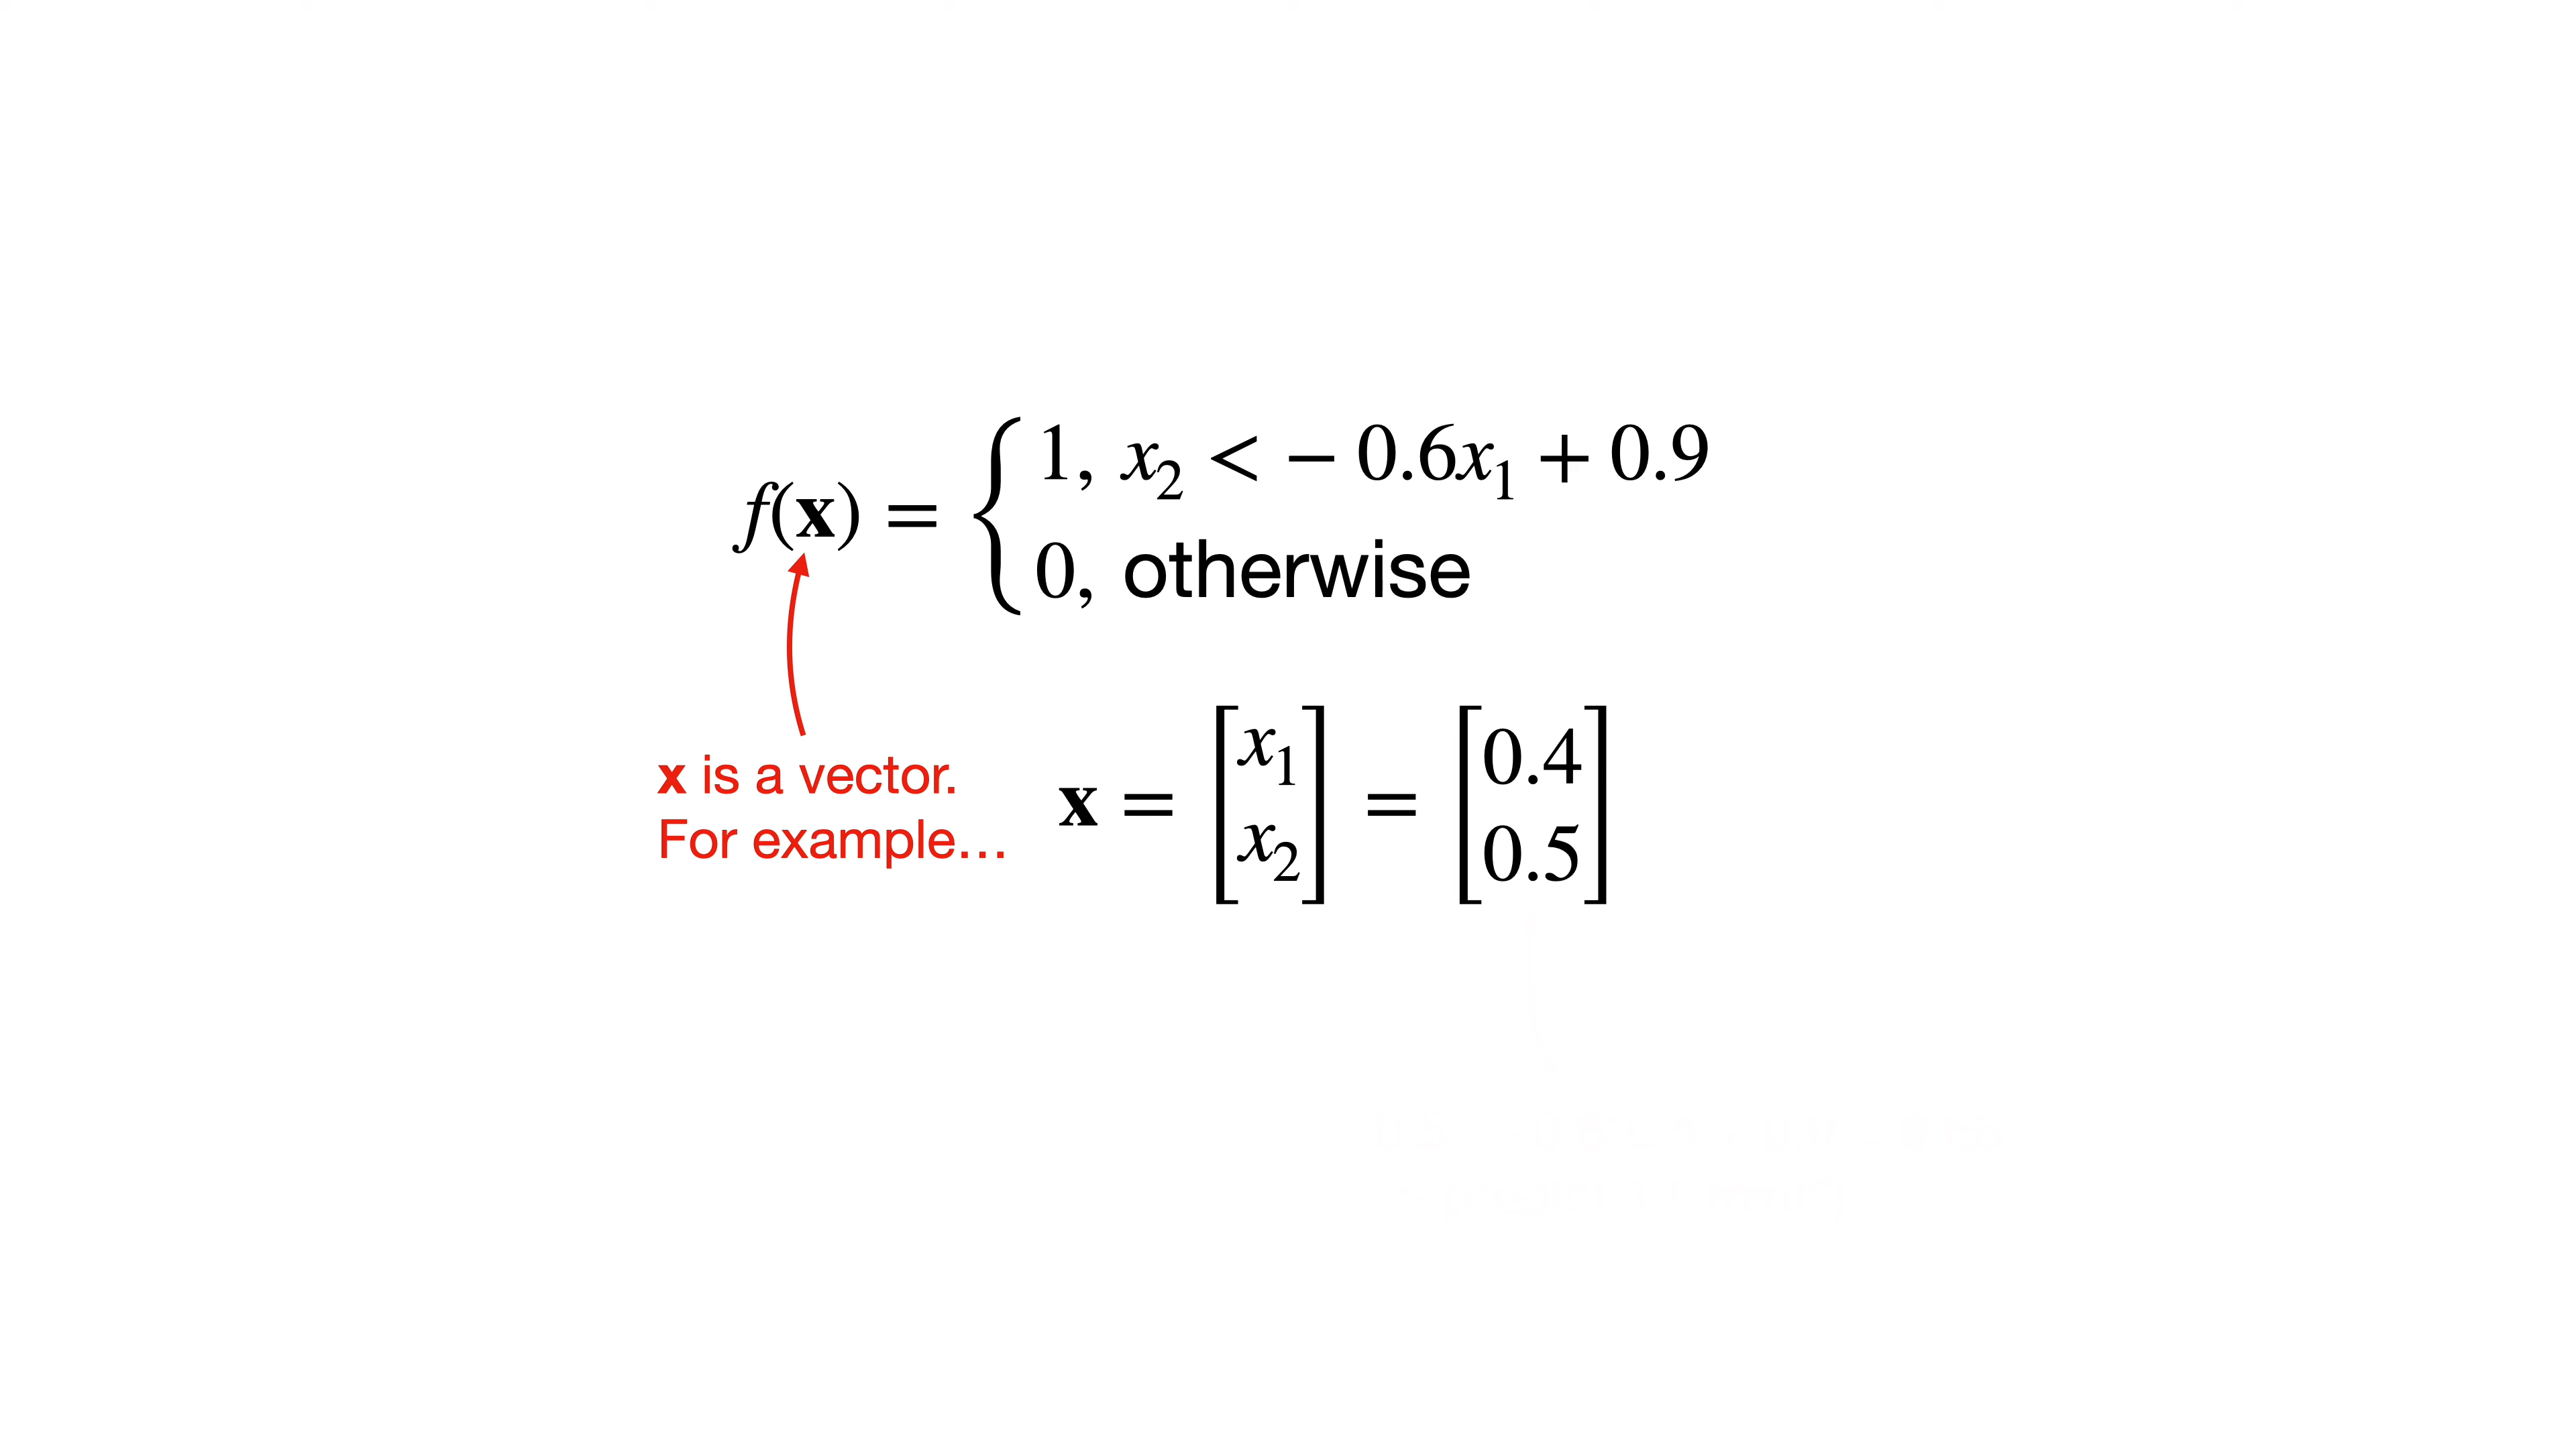 f(x) = { 1, x₂ < − 0.6x₁ + 0.9
0, otherwise
x is a vector.
For example…
x = [x₁ x₂] = [0.4 0.5]